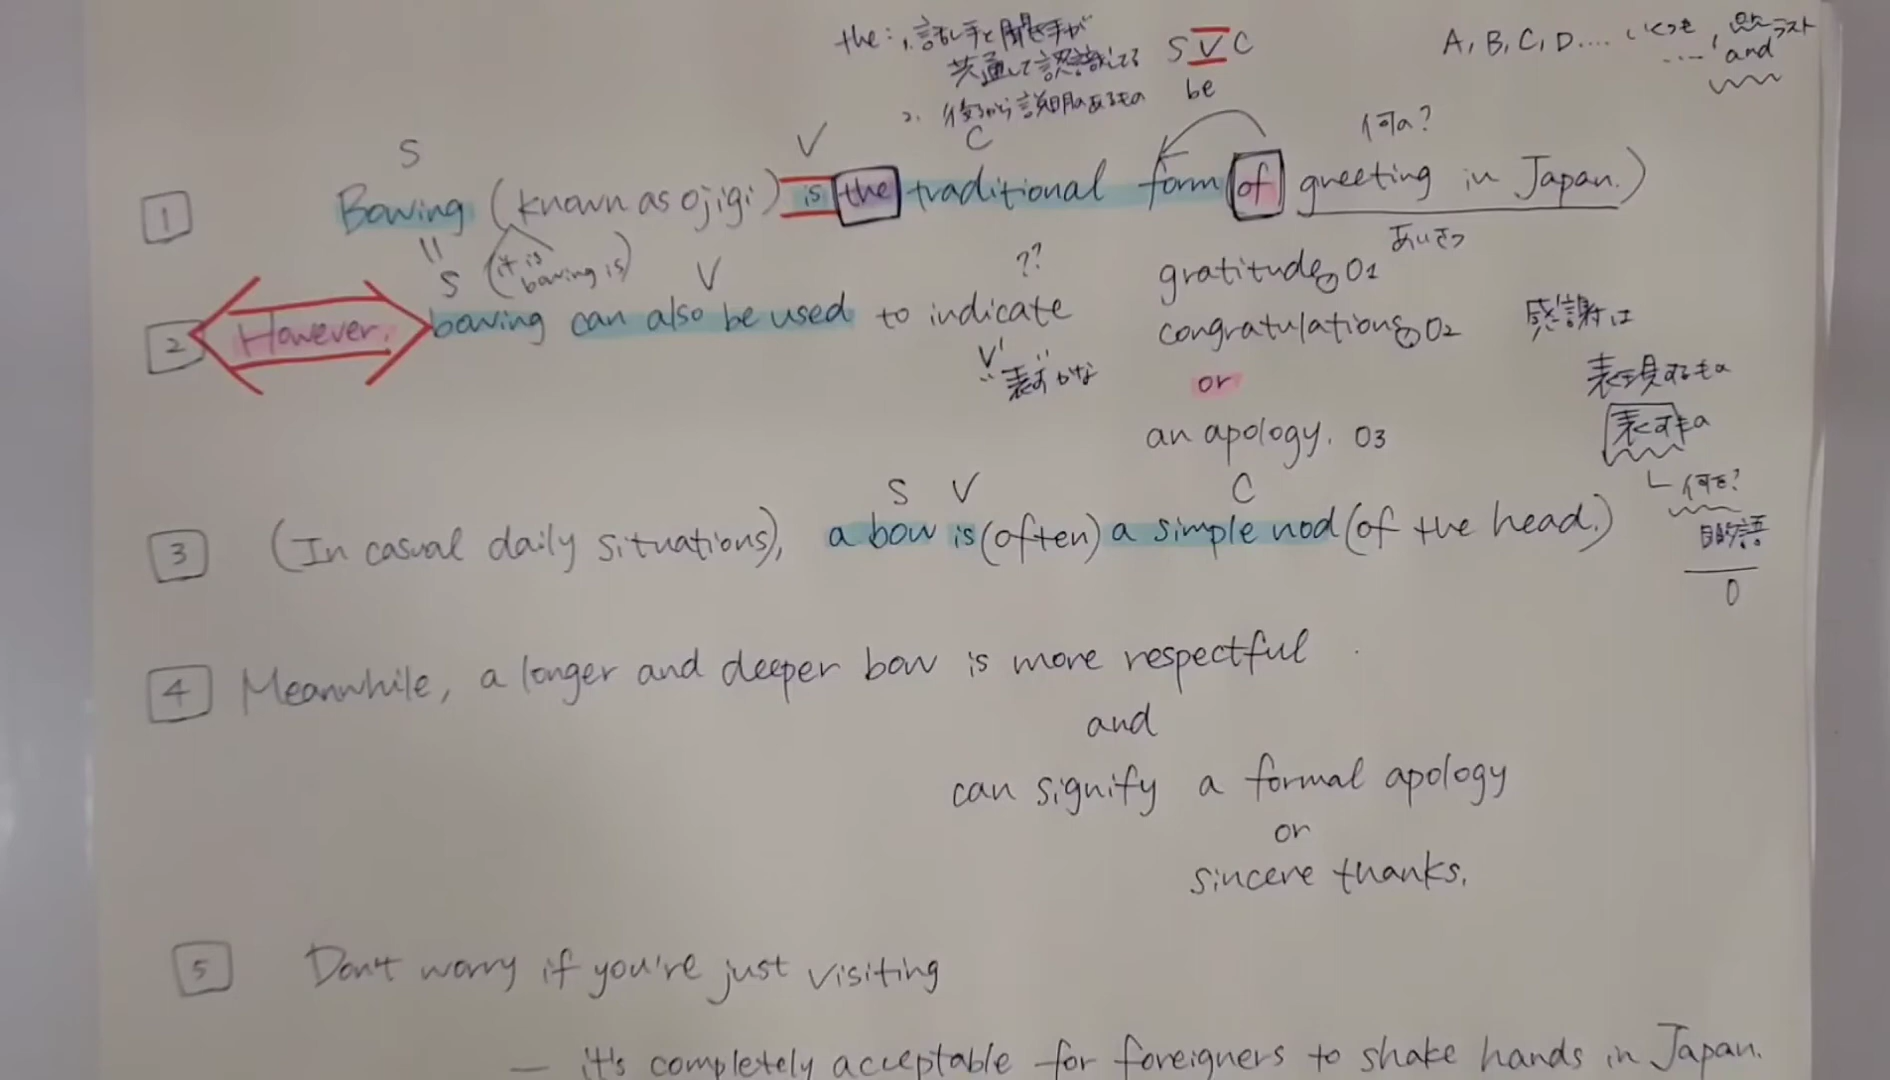 the: 1. 話し手と聞き手が
共通して認識してる
2. 後ろから説明のあるもの
S V C
be
A, B, C, D.... いくつも, ラスト
....' and
S
V
C
何の?
1 Bowing (known as ojigi) is the traditional form of greeting in Japan.)
あいさつ
S
(it is
bowing is)
V
??
gratitude, O1
2 However, bowing can also be used to indicate
congratulations, O2
V'
表すかな
or
an apology. O3
感謝は
表現するもの
表すもの
何を?
目的語
O
S V C
3 (In casual daily situations), a bow is (often) a simple nod (of the head.)
4 Meanwhile, a longer and deeper bow is more respectful
and
can signify a formal apology
or
sincere thanks.
5 Don't worry if you're just visiting
— it's completely acceptable for foreigners to shake hands in Japan.